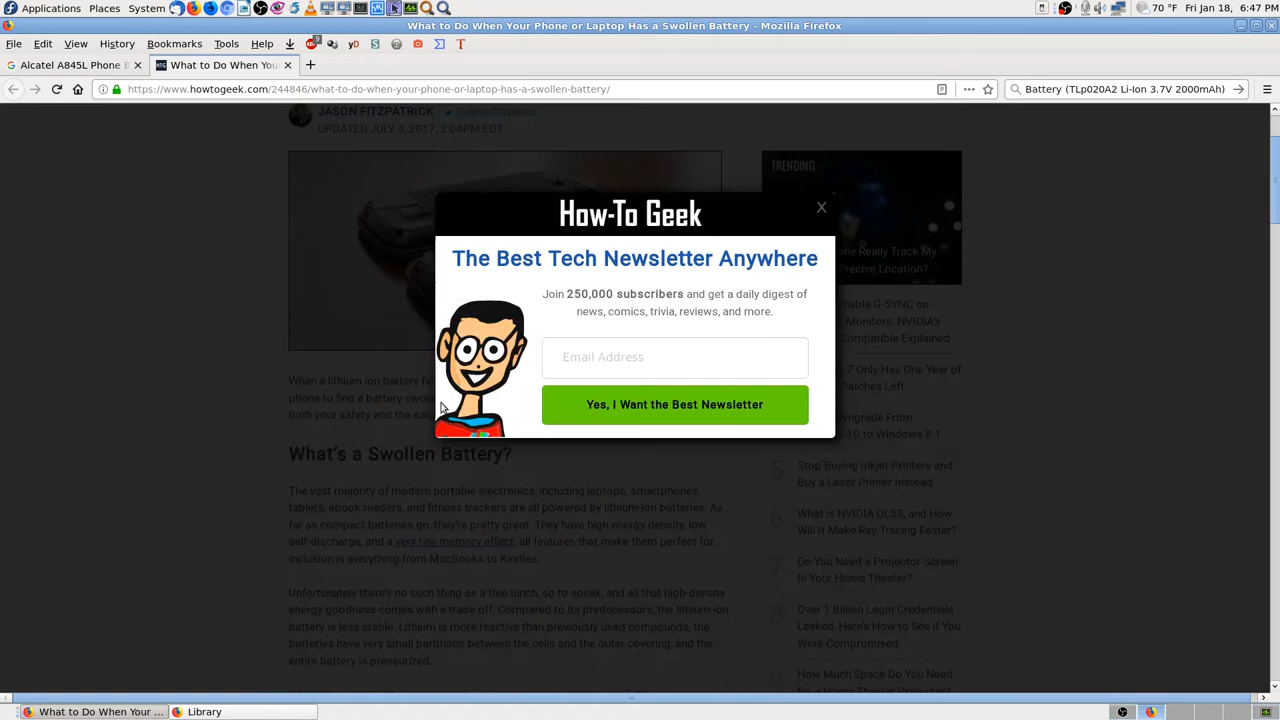 Applications Places System 70 °F Fri Jan 18, 6:47 PM
What to Do When Your Phone or Laptop Has a Swollen Battery - Mozilla Firefox
File Edit View History Bookmarks Tools Help
Alcatel A845L Phone B What to Do When You
https://www.howtogeek.com/244846/what-to-do-when-your-phone-or-laptop-has-a-swollen-battery/ Battery (TLp020A2 Li-Ion 3.7V 2000mAh)
JASON FITZPATRICK @jasonfitzpatric
UPDATED JULY 4, 2017, 2:04PM EDT
TRENDING
How-To Geek
X
The Best Tech Newsletter Anywhere
Join 250,000 subscribers and get a daily digest of
news, comics, trivia, reviews, and more.
Email Address
Yes, I Want the Best Newsletter
one Really Track My
Precise Location?
nable G-SYNC on
Monitors: NVIDIA's
Compatible Explained
7 Only Has One Year of
Patches Left
wngrade From
10 to Windows 8.1
5 Stop Buying Inkjet Printers and
Buy a Laser Printer Instead
6 What Is NVIDIA DLSS, and How
Will It Make Ray Tracing Faster?
7 Do You Need a Projector Screen
In Your Home Theater?
8 Over 1 Billion Login Credentials
Leaked, Here's How to See if You
Were Compromised
9 How Much Space Do You Need
for a Home Theater Projector?
When a lithium ion battery fa
phone to find a battery swo
both your safety and the sa
What's a Swollen Battery?
The vast majority of modern portable electronics, including laptops, smartphones,
tablets, ebook readers, and fitness trackers are all powered by lithium-ion batteries. As
far as compact batteries go, they're pretty great. They have high energy density, low
self-discharge, and a very tiny memory effect: all features that make them perfect for
inclusion is everything from MacBooks to Kindles.
Unfortunately there's no such thing as a free lunch, so to speak, and all that high-density
energy goodness comes with a trade off. Compared to its predecessors, the lithium-ion
battery is less stable. Lithium is more reactive than previously used compounds, the
batteries have very small partitions between the cells and the outer covering, and the
entire battery is pressurized.
What to Do When Your ... Library